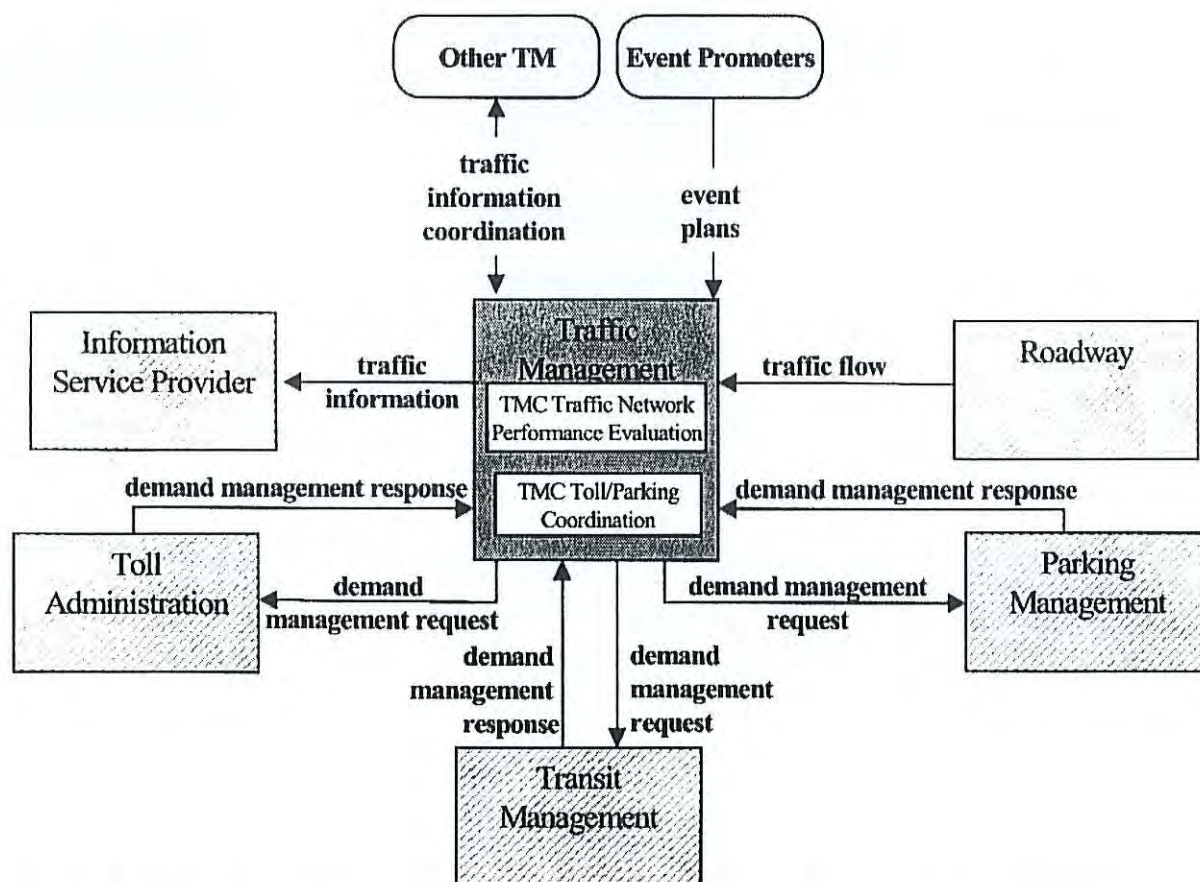 Other TM
Event Promoters
traffic
information
coordination
event
plans
Traffic
Management
Information
Service Provider
traffic
information
TMC Traffic Network
Performance Evaluation
traffic flow
Roadway
demand management response
TMC Toll/Parking
Coordination
demand management response
Toll
Administration
demand
management request
demand management
request
Parking
Management
demand
management
response
demand
management
request
Transit
Management